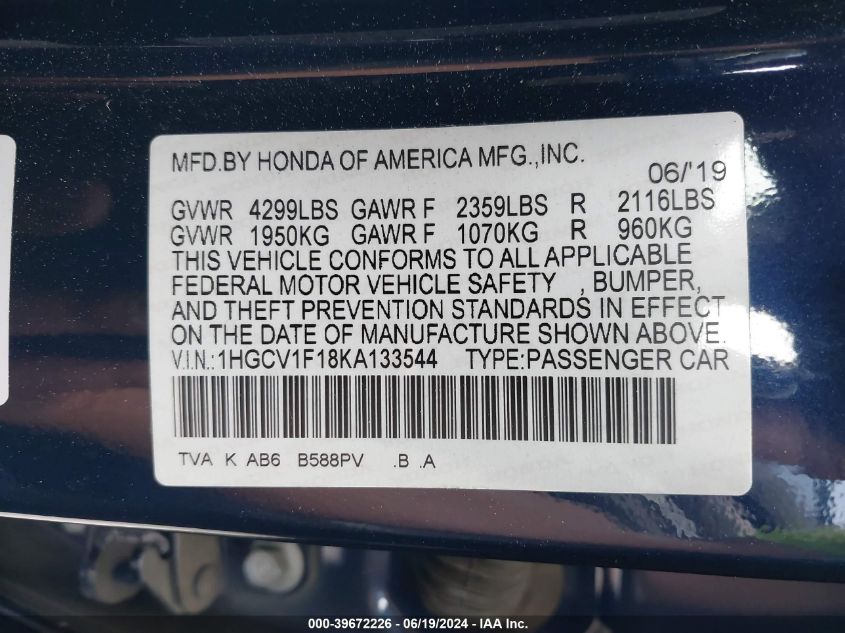 MFD.BY HONDA OF AMERICA MFG.,INC.
06/'19
GVWR 4299LBS GAWR F 2359LBS R 2116LBS
GVWR 1950KG GAWR F 1070KG R 960KG
THIS VEHICLE CONFORMS TO ALL APPLICABLE
FEDERAL MOTOR VEHICLE SAFETY , BUMPER,
AND THEFT PREVENTION STANDARDS IN EFFECT
ON THE DATE OF MANUFACTURE SHOWN ABOVE.
V.I.N.:1HGCV1F18KA133544 TYPE:PASSENGER CAR
TVA K AB6 B588PV .B .A
000-39672226 - 06/19/2024 - IAA Inc.